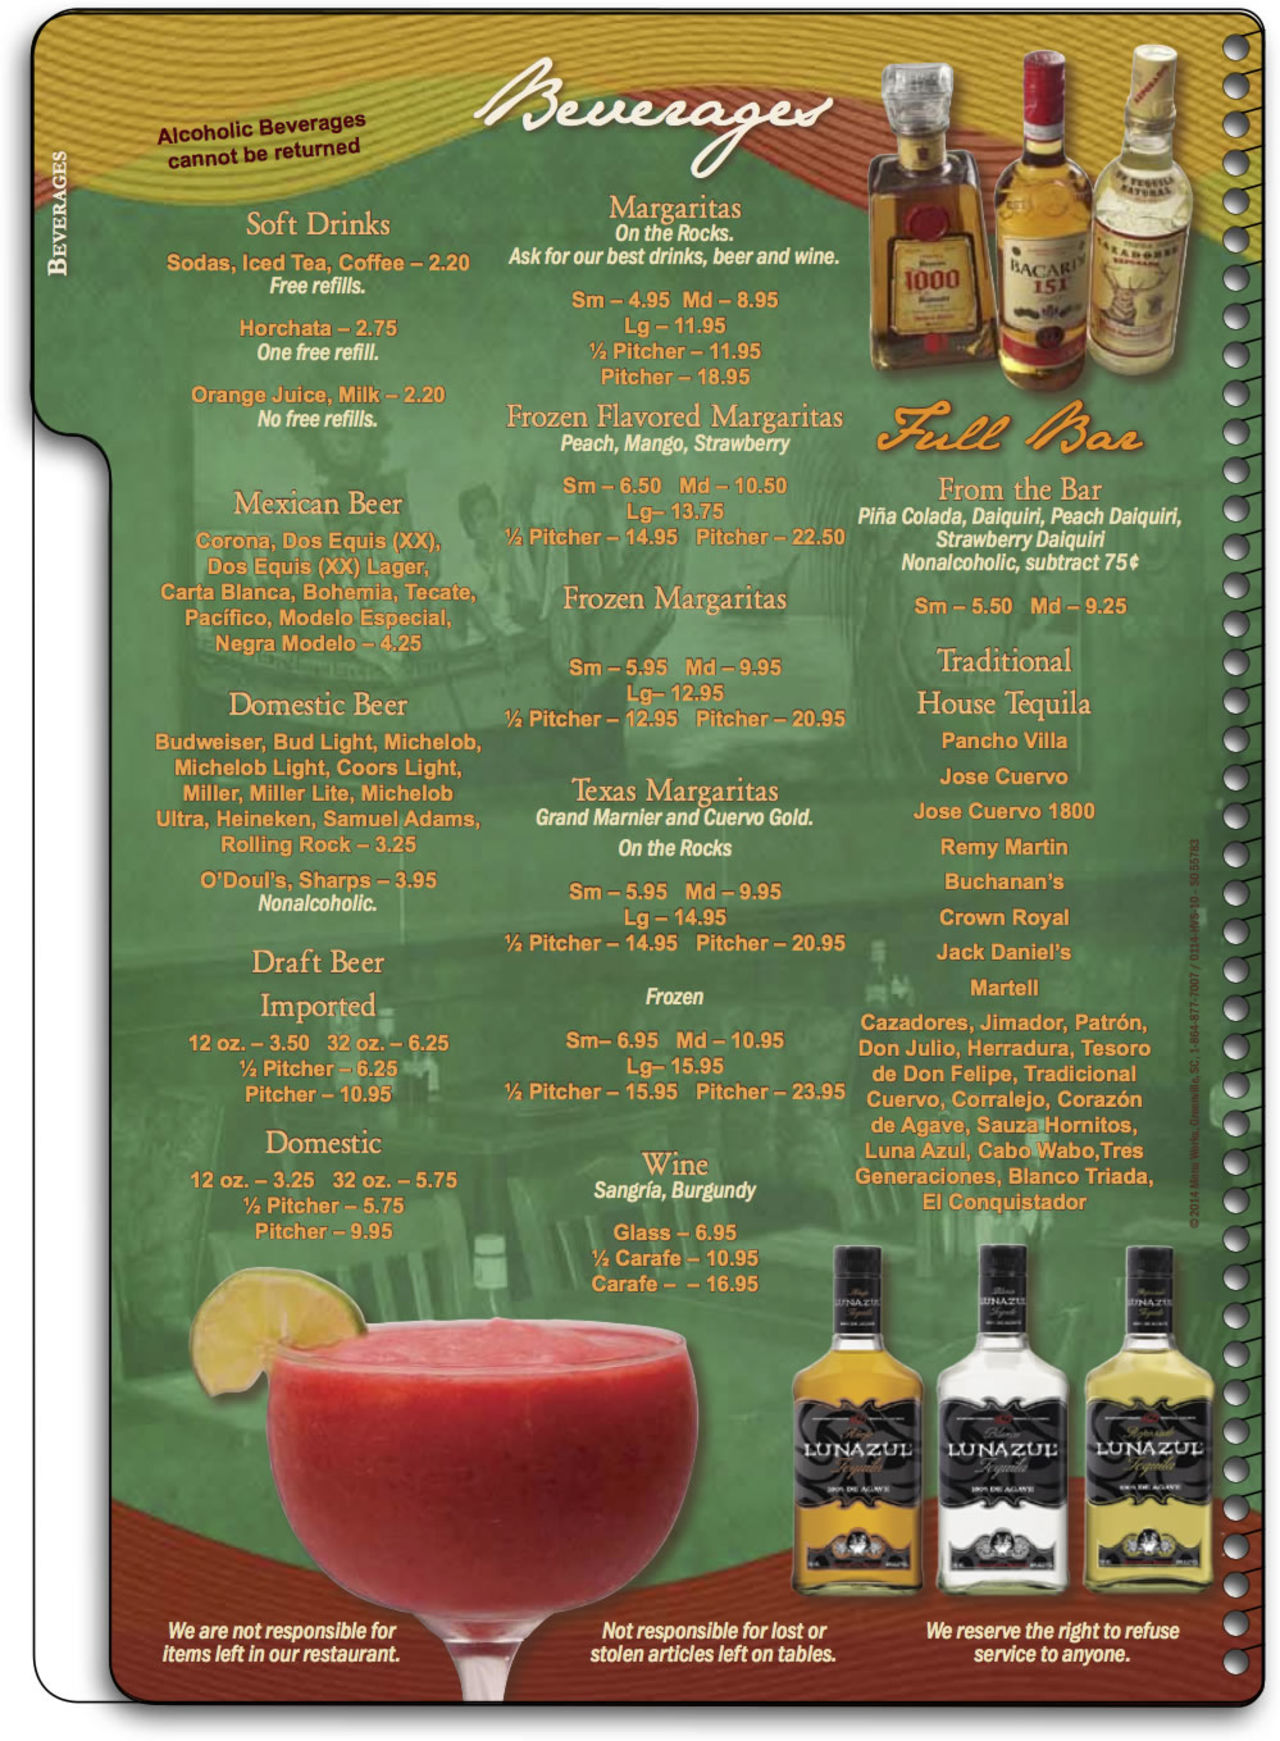 Beverages
Alcoholic Beverages
cannot be returned
BEVERAGES
Soft Drinks
Sodas, Iced Tea, Coffee – 2.20
Free refills.
Horchata – 2.75
One free refill.
Orange Juice, Milk – 2.20
No free refills.
Mexican Beer
Corona, Dos Equis (XX),
Dos Equis (XX) Lager,
Carta Blanca, Bohemia, Tecate,
Pacífico, Modelo Especial,
Negra Modelo – 4.25
Domestic Beer
Budweiser, Bud Light, Michelob,
Michelob Light, Coors Light,
Miller, Miller Lite, Michelob
Ultra, Heineken, Samuel Adams,
Rolling Rock – 3.25
O'Doul's, Sharps – 3.95
Nonalcoholic.
Draft Beer
Imported
12 oz. – 3.50 32 oz. – 6.25
½ Pitcher – 6.25
Pitcher – 10.95
Domestic
12 oz. – 3.25 32 oz. – 5.75
½ Pitcher – 5.75
Pitcher – 9.95
Margaritas
On the Rocks.
Ask for our best drinks, beer and wine.
Sm – 4.95 Md – 8.95
Lg – 11.95
½ Pitcher – 11.95
Pitcher – 18.95
Frozen Flavored Margaritas
Peach, Mango, Strawberry
Sm – 6.50 Md – 10.50
Lg– 13.75
½ Pitcher – 14.95 Pitcher – 22.50
Frozen Margaritas
Sm – 5.95 Md – 9.95
Lg– 12.95
½ Pitcher – 12.95 Pitcher – 20.95
Texas Margaritas
Grand Marnier and Cuervo Gold.
On the Rocks
Sm – 5.95 Md – 9.95
Lg – 14.95
½ Pitcher – 14.95 Pitcher – 20.95
Frozen
Sm– 6.95 Md – 10.95
Lg– 15.95
½ Pitcher – 15.95 Pitcher – 23.95
Wine
Sangría, Burgundy
Glass – 6.95
½ Carafe – 10.95
Carafe – – 16.95
1000
BACARDI
151°
CAZADORES
Full Bar
From the Bar
Piña Colada, Daiquiri, Peach Daiquiri,
Strawberry Daiquiri
Nonalcoholic, subtract 75¢
Sm – 5.50 Md – 9.25
Traditional
House Tequila
Pancho Villa
Jose Cuervo
Jose Cuervo 1800
Remy Martin
Buchanan's
Crown Royal
Jack Daniel's
Martell
Cazadores, Jimador, Patrón,
Don Julio, Herradura, Tesoro
de Don Felipe, Tradicional
Cuervo, Corralejo, Corazón
de Agave, Sauza Hornitos,
Luna Azul, Cabo Wabo,Tres
Generaciones, Blanco Triada,
El Conquistador
© 2014 Menu Works, Greenville, SC, 1-864-877-7007 / 0114-HVS-10 - SO 55783
LUNAZUL
Tequila
100% DE AGAVE
LUNAZUL
Tequila
100% DE AGAVE
LUNAZUL
Tequila
100% DE AGAVE
We are not responsible for
items left in our restaurant.
Not responsible for lost or
stolen articles left on tables.
We reserve the right to refuse
service to anyone.